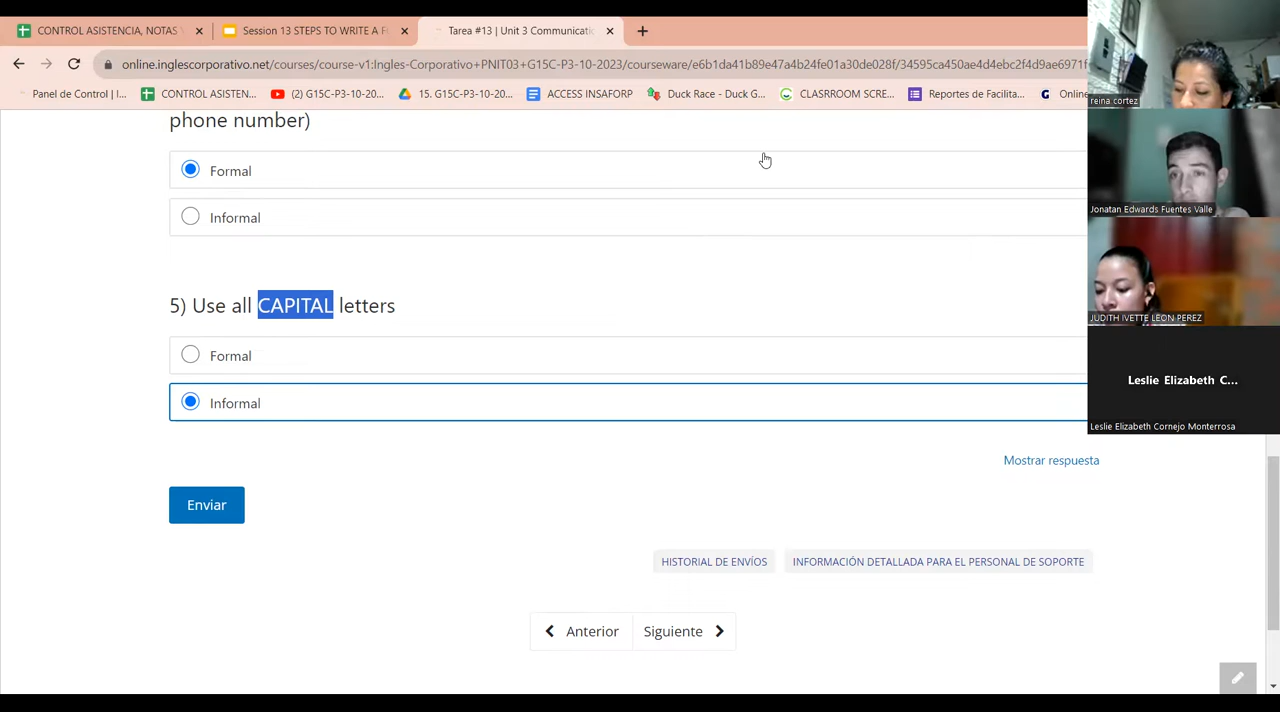 CONTROL ASISTENCIA, NOTAS
Session 13 STEPS TO WRITE A F
Tarea #13 | Unit 3 Communicati
online.inglescorporativo.net/courses/course-v1:Ingles-Corporativo+PNIT03+G15C-P3-10-2023/courseware/e6b1da41b89e47a4b24fe01a30de028f/34595ca450ae4d4ebc2f4d9ae6971f
Panel de Control | I...
CONTROL ASISTEN...
(2) G15C-P3-10-20...
15. G15C-P3-10-20...
ACCESS INSAFORP
Duck Race - Duck G...
CLASRROOM SCRE...
Reportes de Facilita...
Online
reina cortez
phone number)
Formal
Informal
Jonatan Edwards Fuentes Valle
5) Use all CAPITAL letters
JUDITH IVETTE LEON PEREZ
Formal
Informal
Leslie Elizabeth C...
Leslie Elizabeth Cornejo Monterrosa
Mostrar respuesta
Enviar
HISTORIAL DE ENVÍOS
INFORMACIÓN DETALLADA PARA EL PERSONAL DE SOPORTE
Anterior
Siguiente